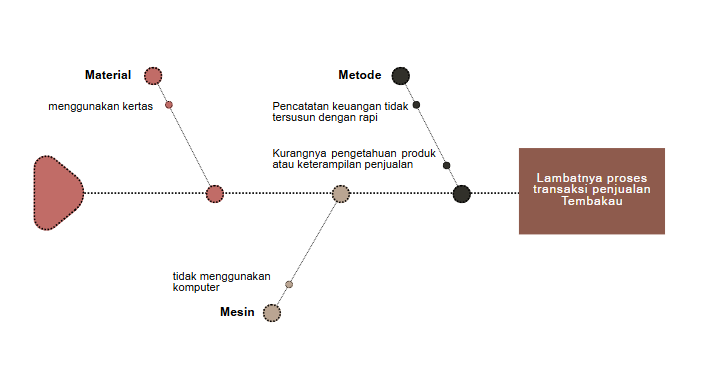 Material
menggunakan kertas
Metode
Pencatatan keuangan tidak
tersusun dengan rapi
Kurangnya pengetahuan produk
atau keterampilan penjualan
Lambatnya proses
transaksi penjualan
Tembakau
tidak menggunakan
komputer
Mesin